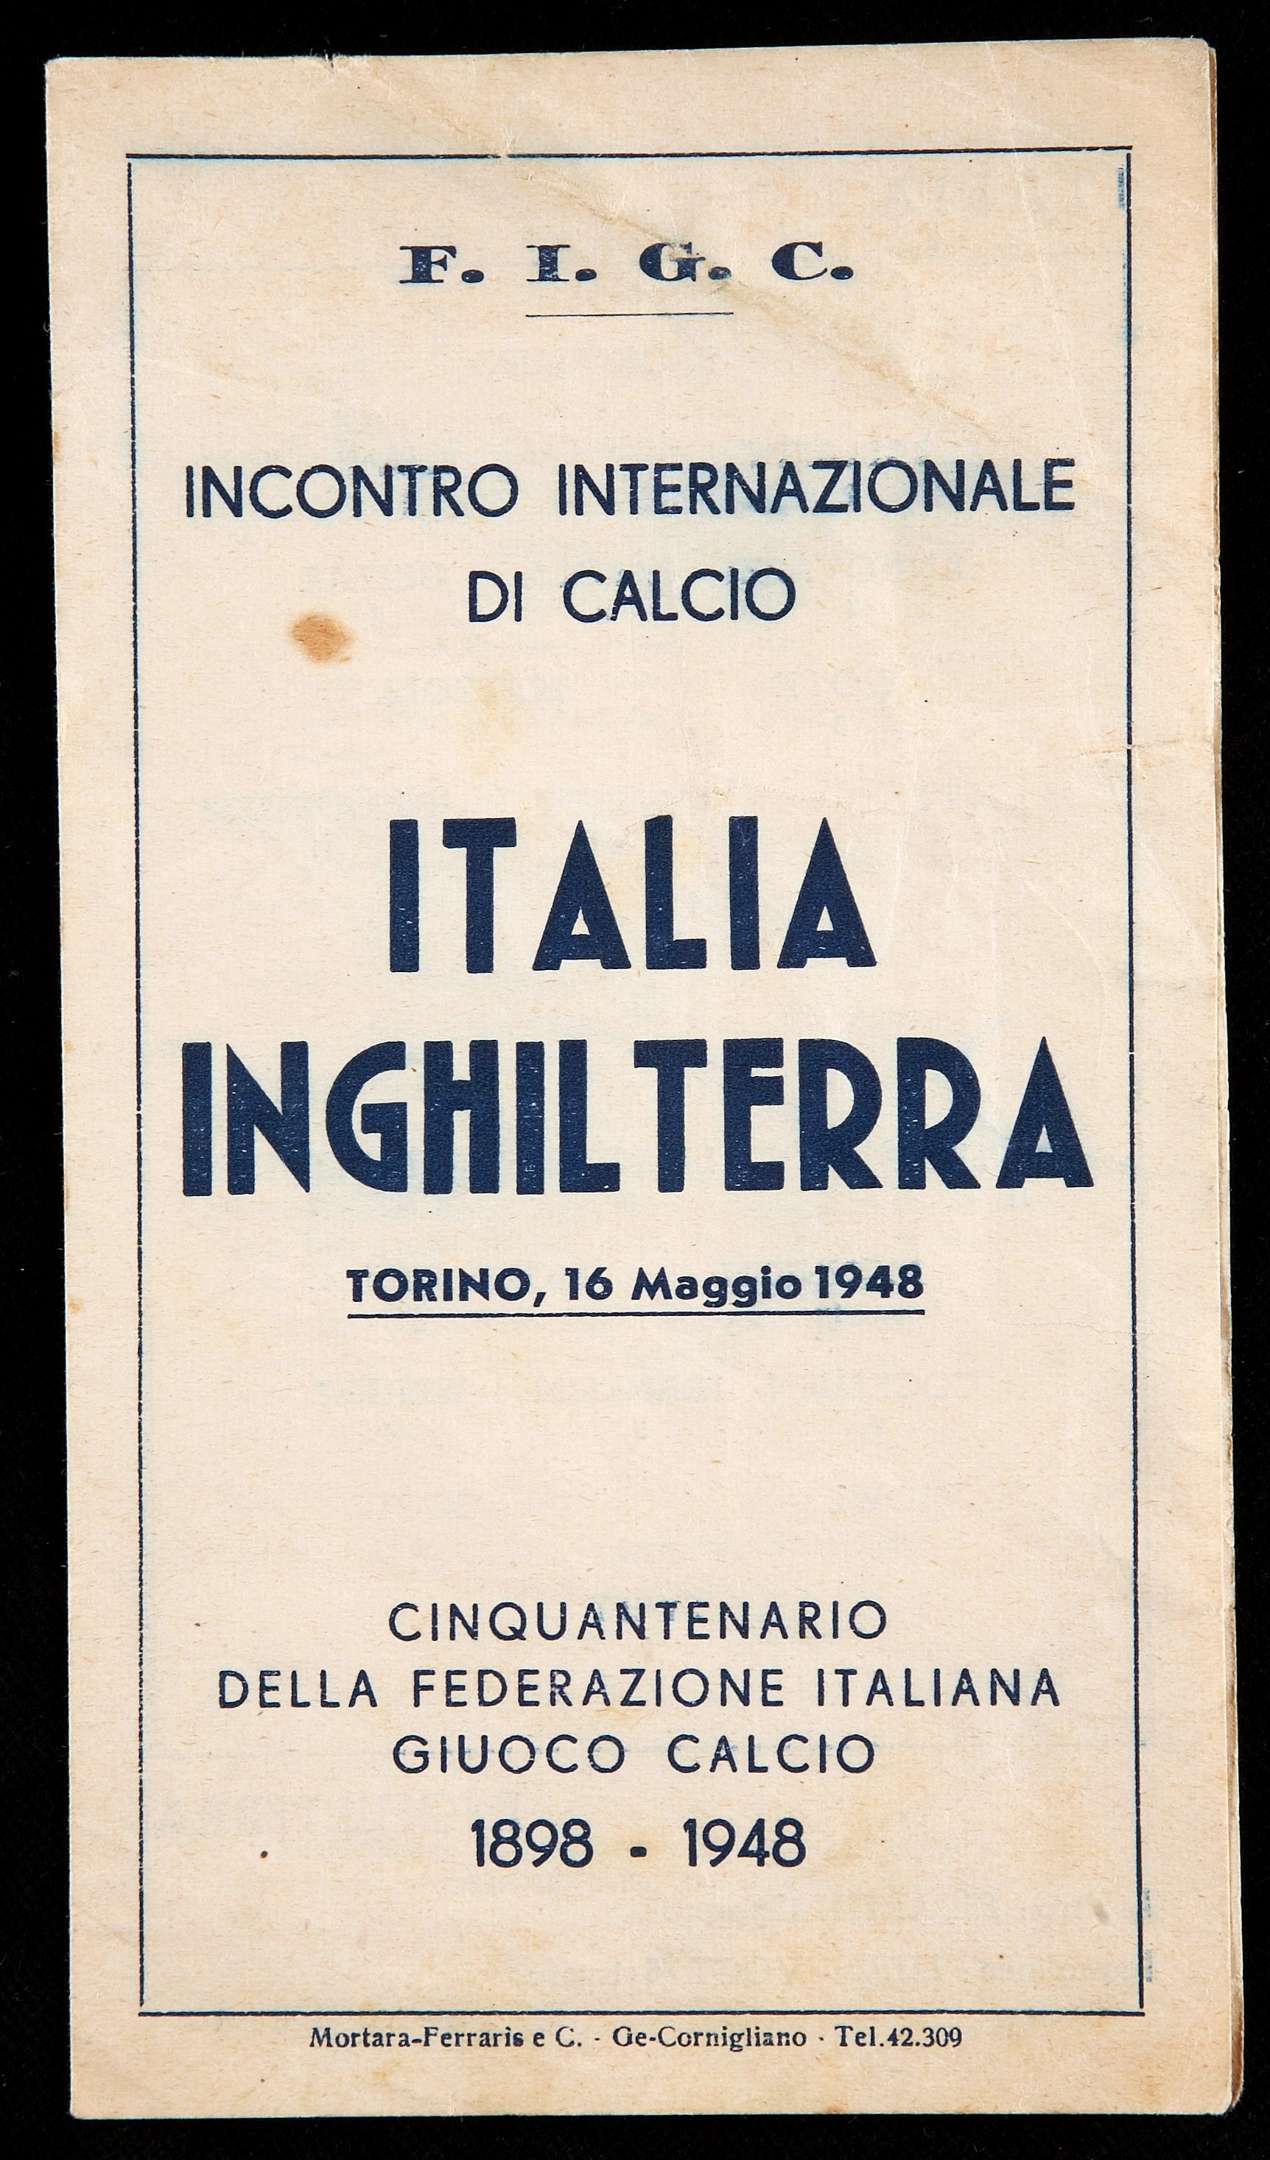 F. I. G. C.
INCONTRO INTERNAZIONALE
DI CALCIO
ITALIA
INGHILTERRA
TORINO, 16 Maggio 1948
CINQUANTENARIO
DELLA FEDERAZIONE ITALIANA
GIUOCO CALCIO
1898 - 1948
Mortara-Ferraris e C. - Ge-Cornigliano · Tel.42.309